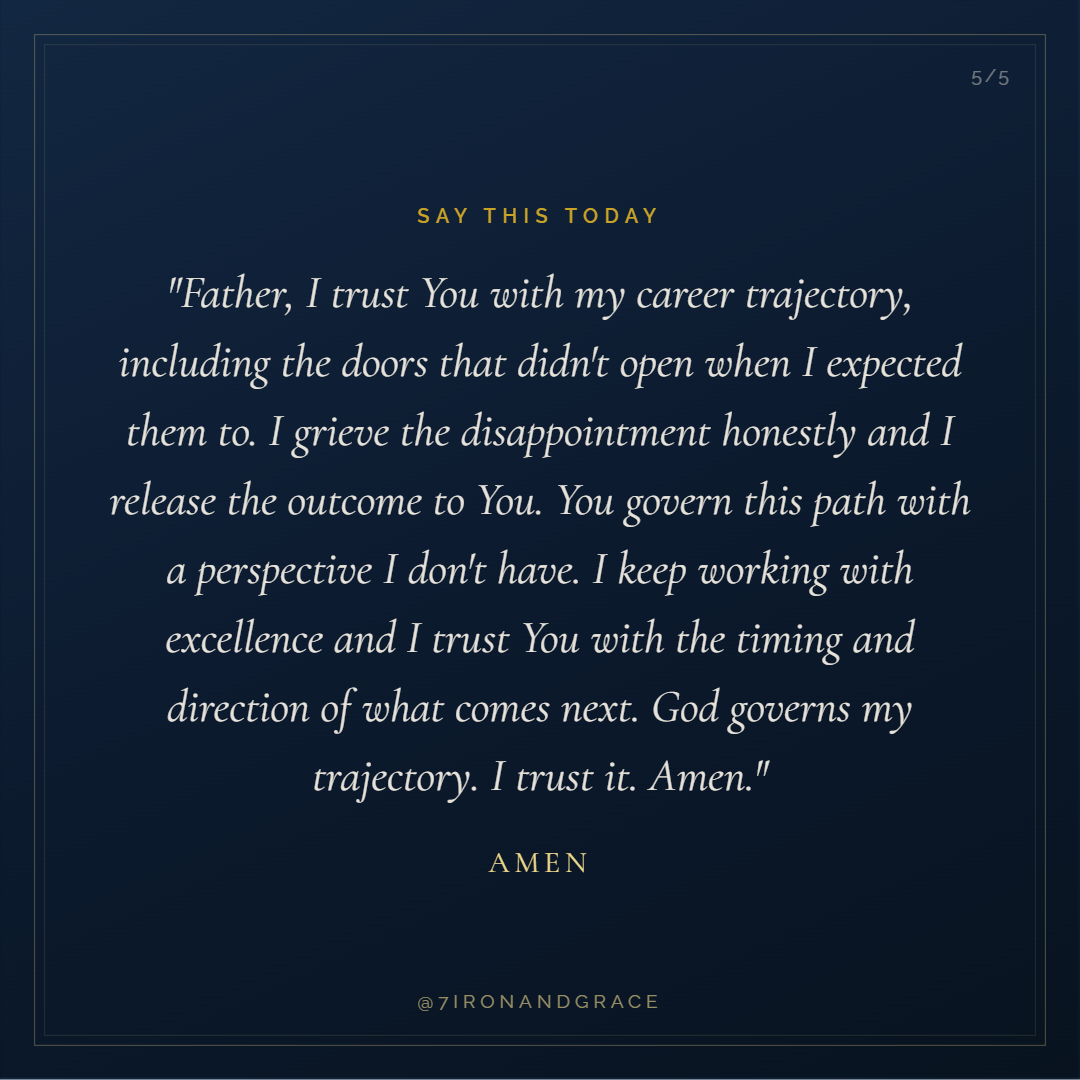 5/5
SAY THIS TODAY
"Father, I trust You with my career trajectory,
including the doors that didn't open when I expected
them to. I grieve the disappointment honestly and I
release the outcome to You. You govern this path with
a perspective I don't have. I keep working with
excellence and I trust You with the timing and
direction of what comes next. God governs my
trajectory. I trust it. Amen."
AMEN
@7IRONANDGRACE